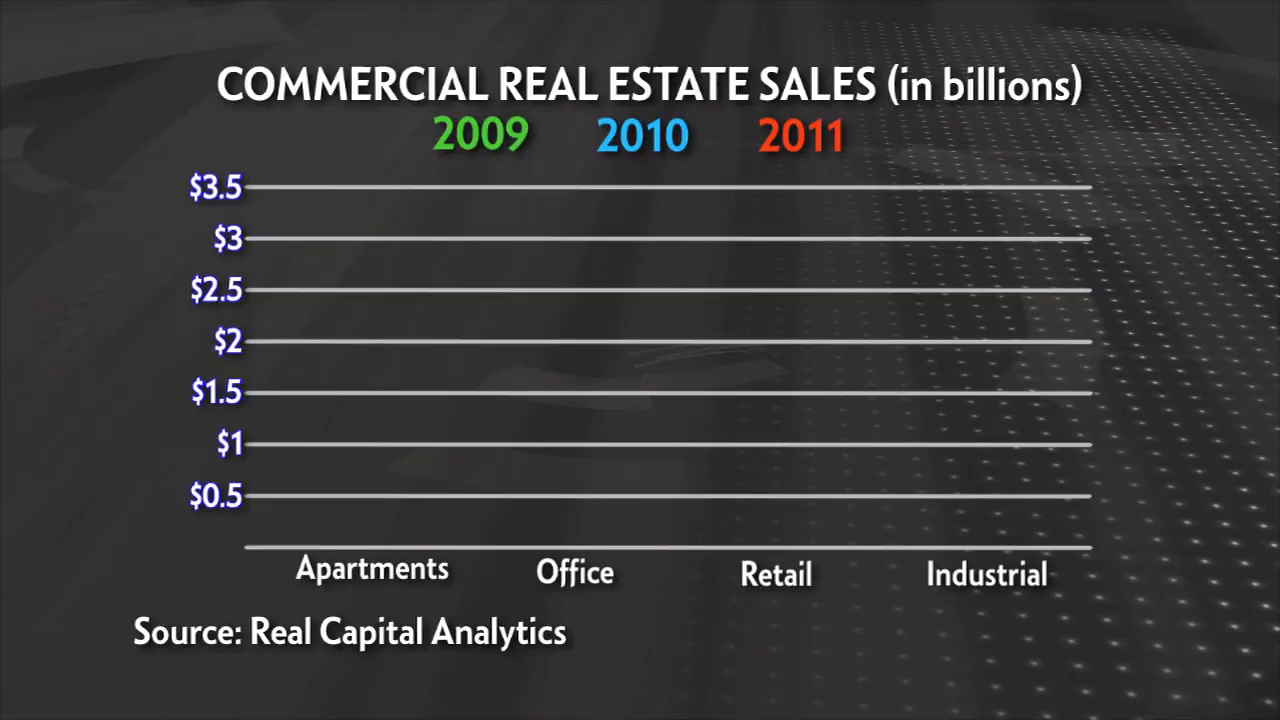 COMMERCIAL REAL ESTATE SALES (in billions)
2009 2010 2011
$3.5
$3
$2.5
$2
$1.5
$1
$0.5
Apartments Office Retail Industrial
Source: Real Capital Analytics